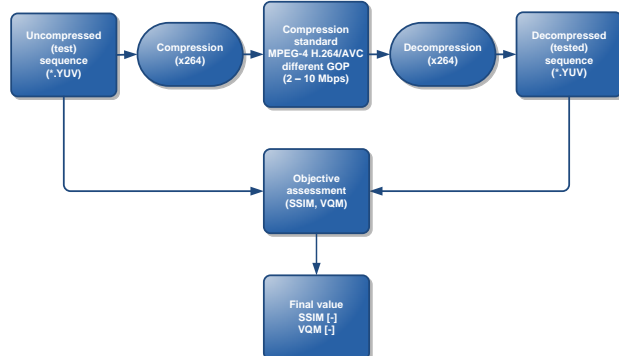 Uncompressed
(test)
sequence
(*.YUV)
Compression
(x264)
Compression
standard
MPEG-4 H.264/AVC
different GOP
(2 – 10 Mbps)
Decompression
(x264)
Decompressed
(tested)
sequence
(*.YUV)
Objective
assessment
(SSIM, VQM)
Final value
SSIM [-]
VQM [-]